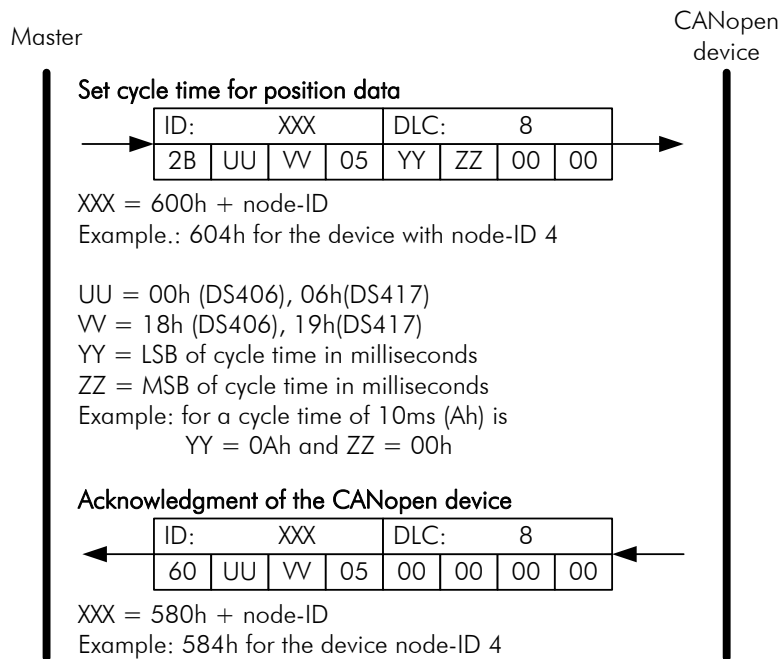 Master
CANopen
device
Set cycle time for position data
ID: XXX DLC: 8
2B UU VV 05 YY ZZ 00 00
XXX = 600h + node-ID
Example.: 604h for the device with node-ID 4
UU = 00h (DS406), 06h(DS417)
VV = 18h (DS406), 19h(DS417)
YY = LSB of cycle time in milliseconds
ZZ = MSB of cycle time in milliseconds
Example: for a cycle time of 10ms (Ah) is
YY = 0Ah and ZZ = 00h
Acknowledgment of the CANopen device
ID: XXX DLC: 8
60 UU VV 05 00 00 00 00
XXX = 580h + node-ID
Example: 584h for the device node-ID 4